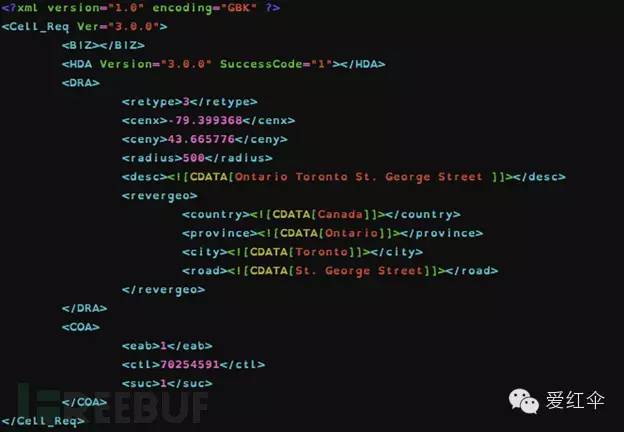 <?xml version="1.0" encoding="GBK" ?>
<Cell_Req Ver="3.0.0">
<BIZ></BIZ>
<HDA Version="3.0.0" SuccessCode="1"></HDA>
<DRA>
<retype>3</retype>
<cenx>-79.399368</cenx>
<ceny>43.665776</ceny>
<radius>500</radius>
<desc><![CDATA[Ontario Toronto St. George Street ]]></desc>
<revergeo>
<country><![CDATA[Canada]]></country>
<province><![CDATA[Ontario]]></province>
<city><![CDATA[Toronto]]></city>
<road><![CDATA[St. George Street]]></road>
</revergeo>
</DRA>
<COA>
<eab>1</eab>
<ctl>70254591</ctl>
<suc>1</suc>
</COA>
</Cell_Req>
FREEBUF
爱红伞